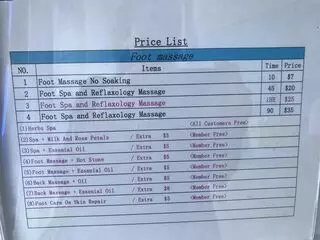 Price List
Foot massage
NO. Items Time Price
1 Foot Massage No Soaking 10 $7
2 Foot Spa and Reflaxology Massage 45 $20
3 Foot Spa and Reflaxology Massage 1HR $25
4 Foot Spa and Reflaxology Massage 90 $35
(1)Herbs Spa (All Customers Free)
(2)Spa + Milk And Rose Petals / Extra $5 (Member Free)
(3)Spa + Essential Oil / Extra $5 (Member Free)
(4)Foot Massage + Hot Stone / Extra $5 (Member Free)
(5)Foot Massage + Essential Oil / Extra $5 (Member Free)
(6)Back Massage + Oil / Extra $5 (Member Free)
(7)Back Massage + Essential Oil / Extra $8 (Member Free)
(8)Foot Care On Skin Repair / Extra $5 (Member Free)